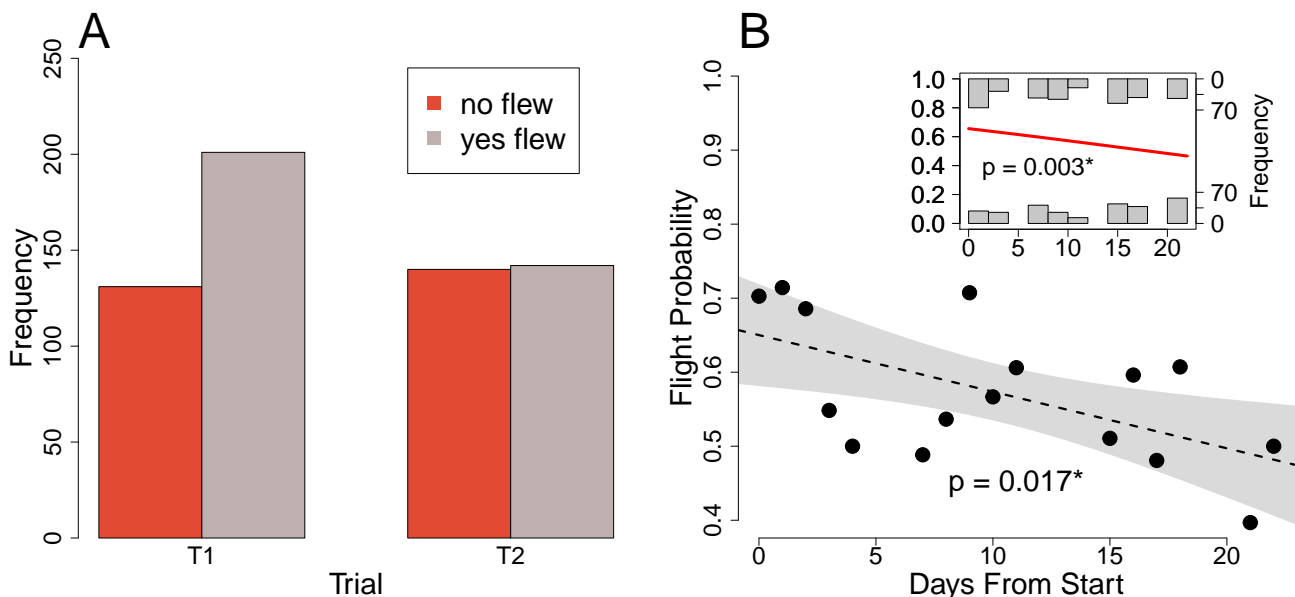 A
250
200
150
100
50
0
Frequency
no flew
yes flew
T1
T2
Trial
B
1.0
0.9
0.8
0.7
0.6
0.5
0.4
Flight Probability
p = 0.017*
0
5
10
15
20
Days From Start
1.0
0.8
0.6
0.4
0.2
0.0
p = 0.003*
0
70
70
0
Frequency
0
5
10
15
20